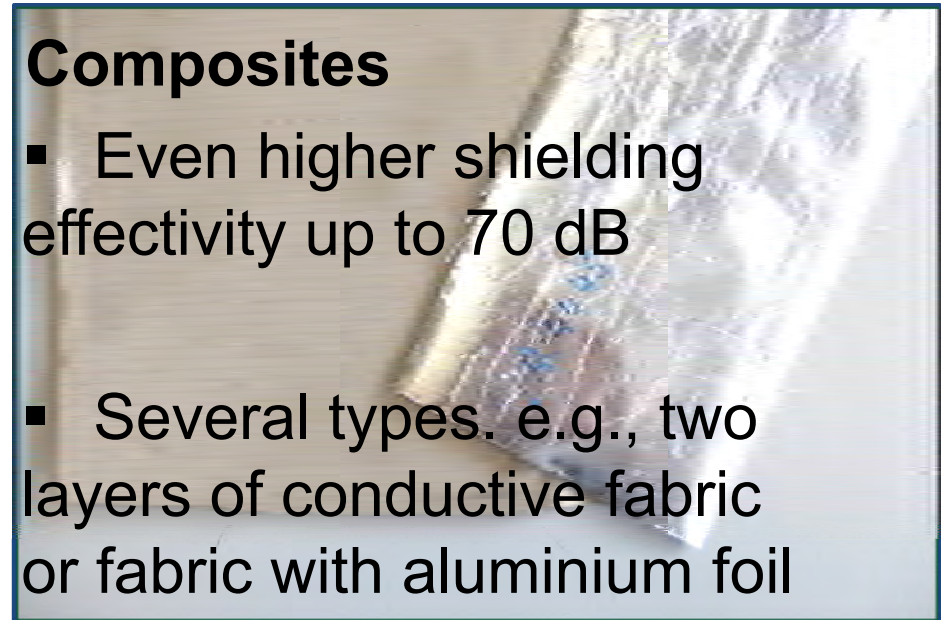 Composites
▪ Even higher shielding
effectivity up to 70 dB
▪ Several types. e.g., two
layers of conductive fabric
or fabric with aluminium foil